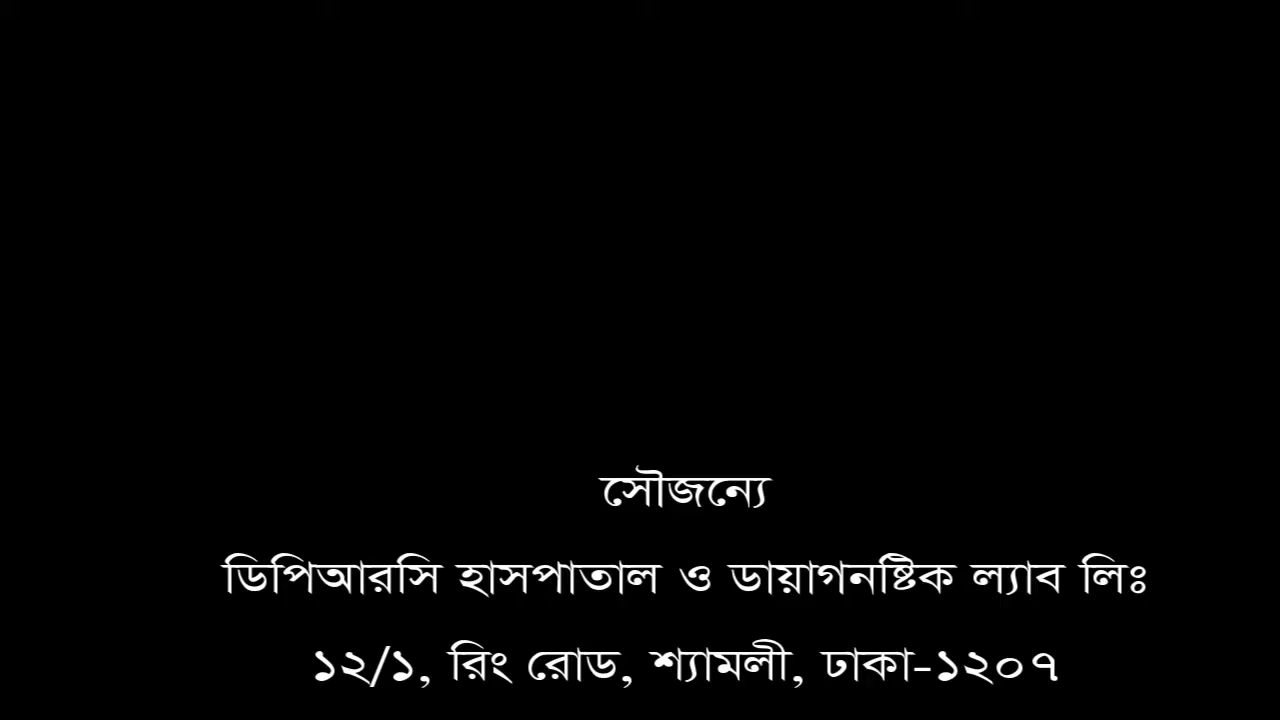 সৌজন্যে
ডিপিআরসি হাসপাতাল ও ডায়াগনষ্টিক ল্যাব লিঃ
১২/১, রিং রোড, শ্যামলী, ঢাকা-১২০৭